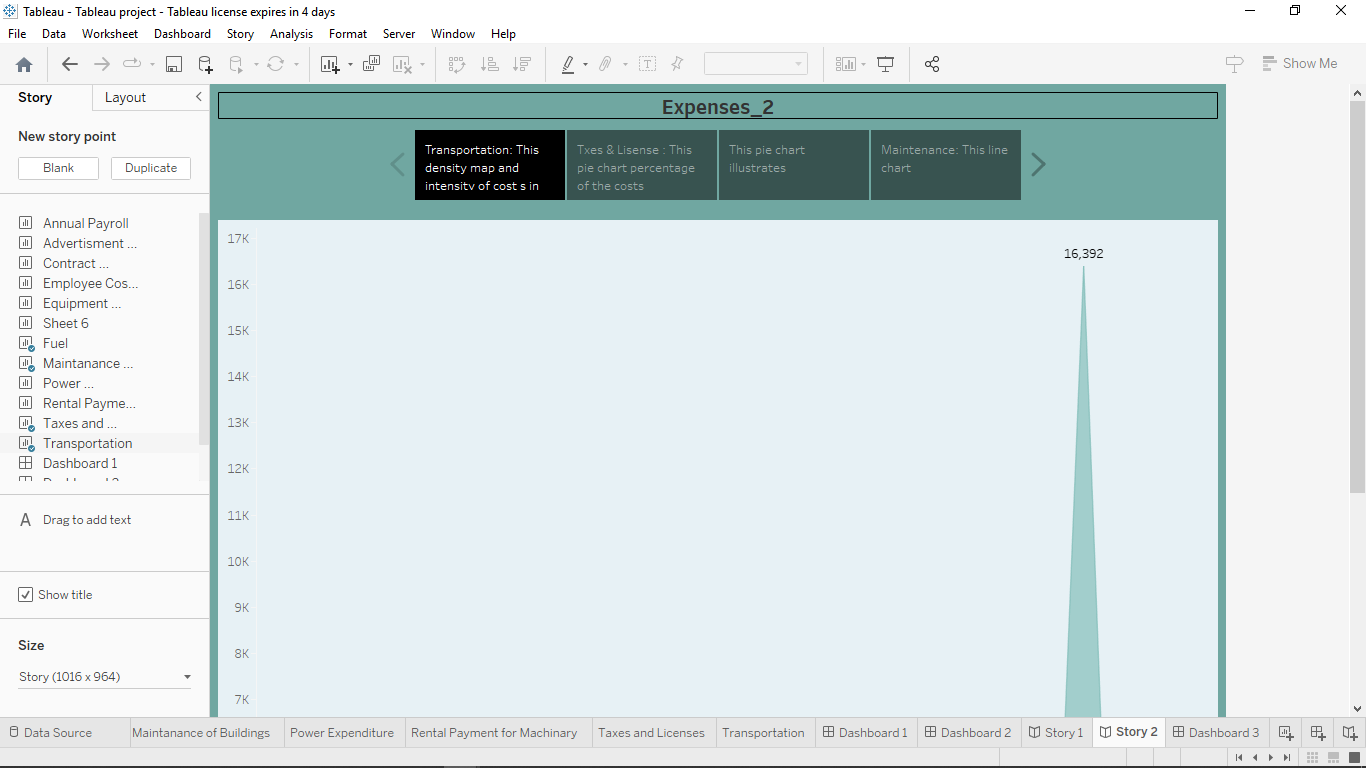 Tableau - Tableau project - Tableau license expires in 4 days
File Data Worksheet Dashboard Story Analysis Format Server Window Help
Show Me
Story Layout
New story point
Blank Duplicate
Annual Payroll
Advertisment ...
Contract ...
Employee Cos...
Equipment ...
Sheet 6
Fuel
Maintanance ...
Power ...
Rental Payme...
Taxes and ...
Transportation
Dashboard 1
A Drag to add text
Show title
Size
Story (1016 x 964)
Expenses_2
Transportation: This
density map and
intensity of cost s in
Txes & Lisense : This
pie chart percentage
of the costs
This pie chart
illustrates
Maintenance: This line
chart
17K
16,392
16K
15K
14K
13K
12K
11K
10K
9K
8K
7K
Data Source Maintanance of Buildings Power Expenditure Rental Payment for Machinary Taxes and Licenses Transportation Dashboard 1 Dashboard 2 Story 1 Story 2 Dashboard 3